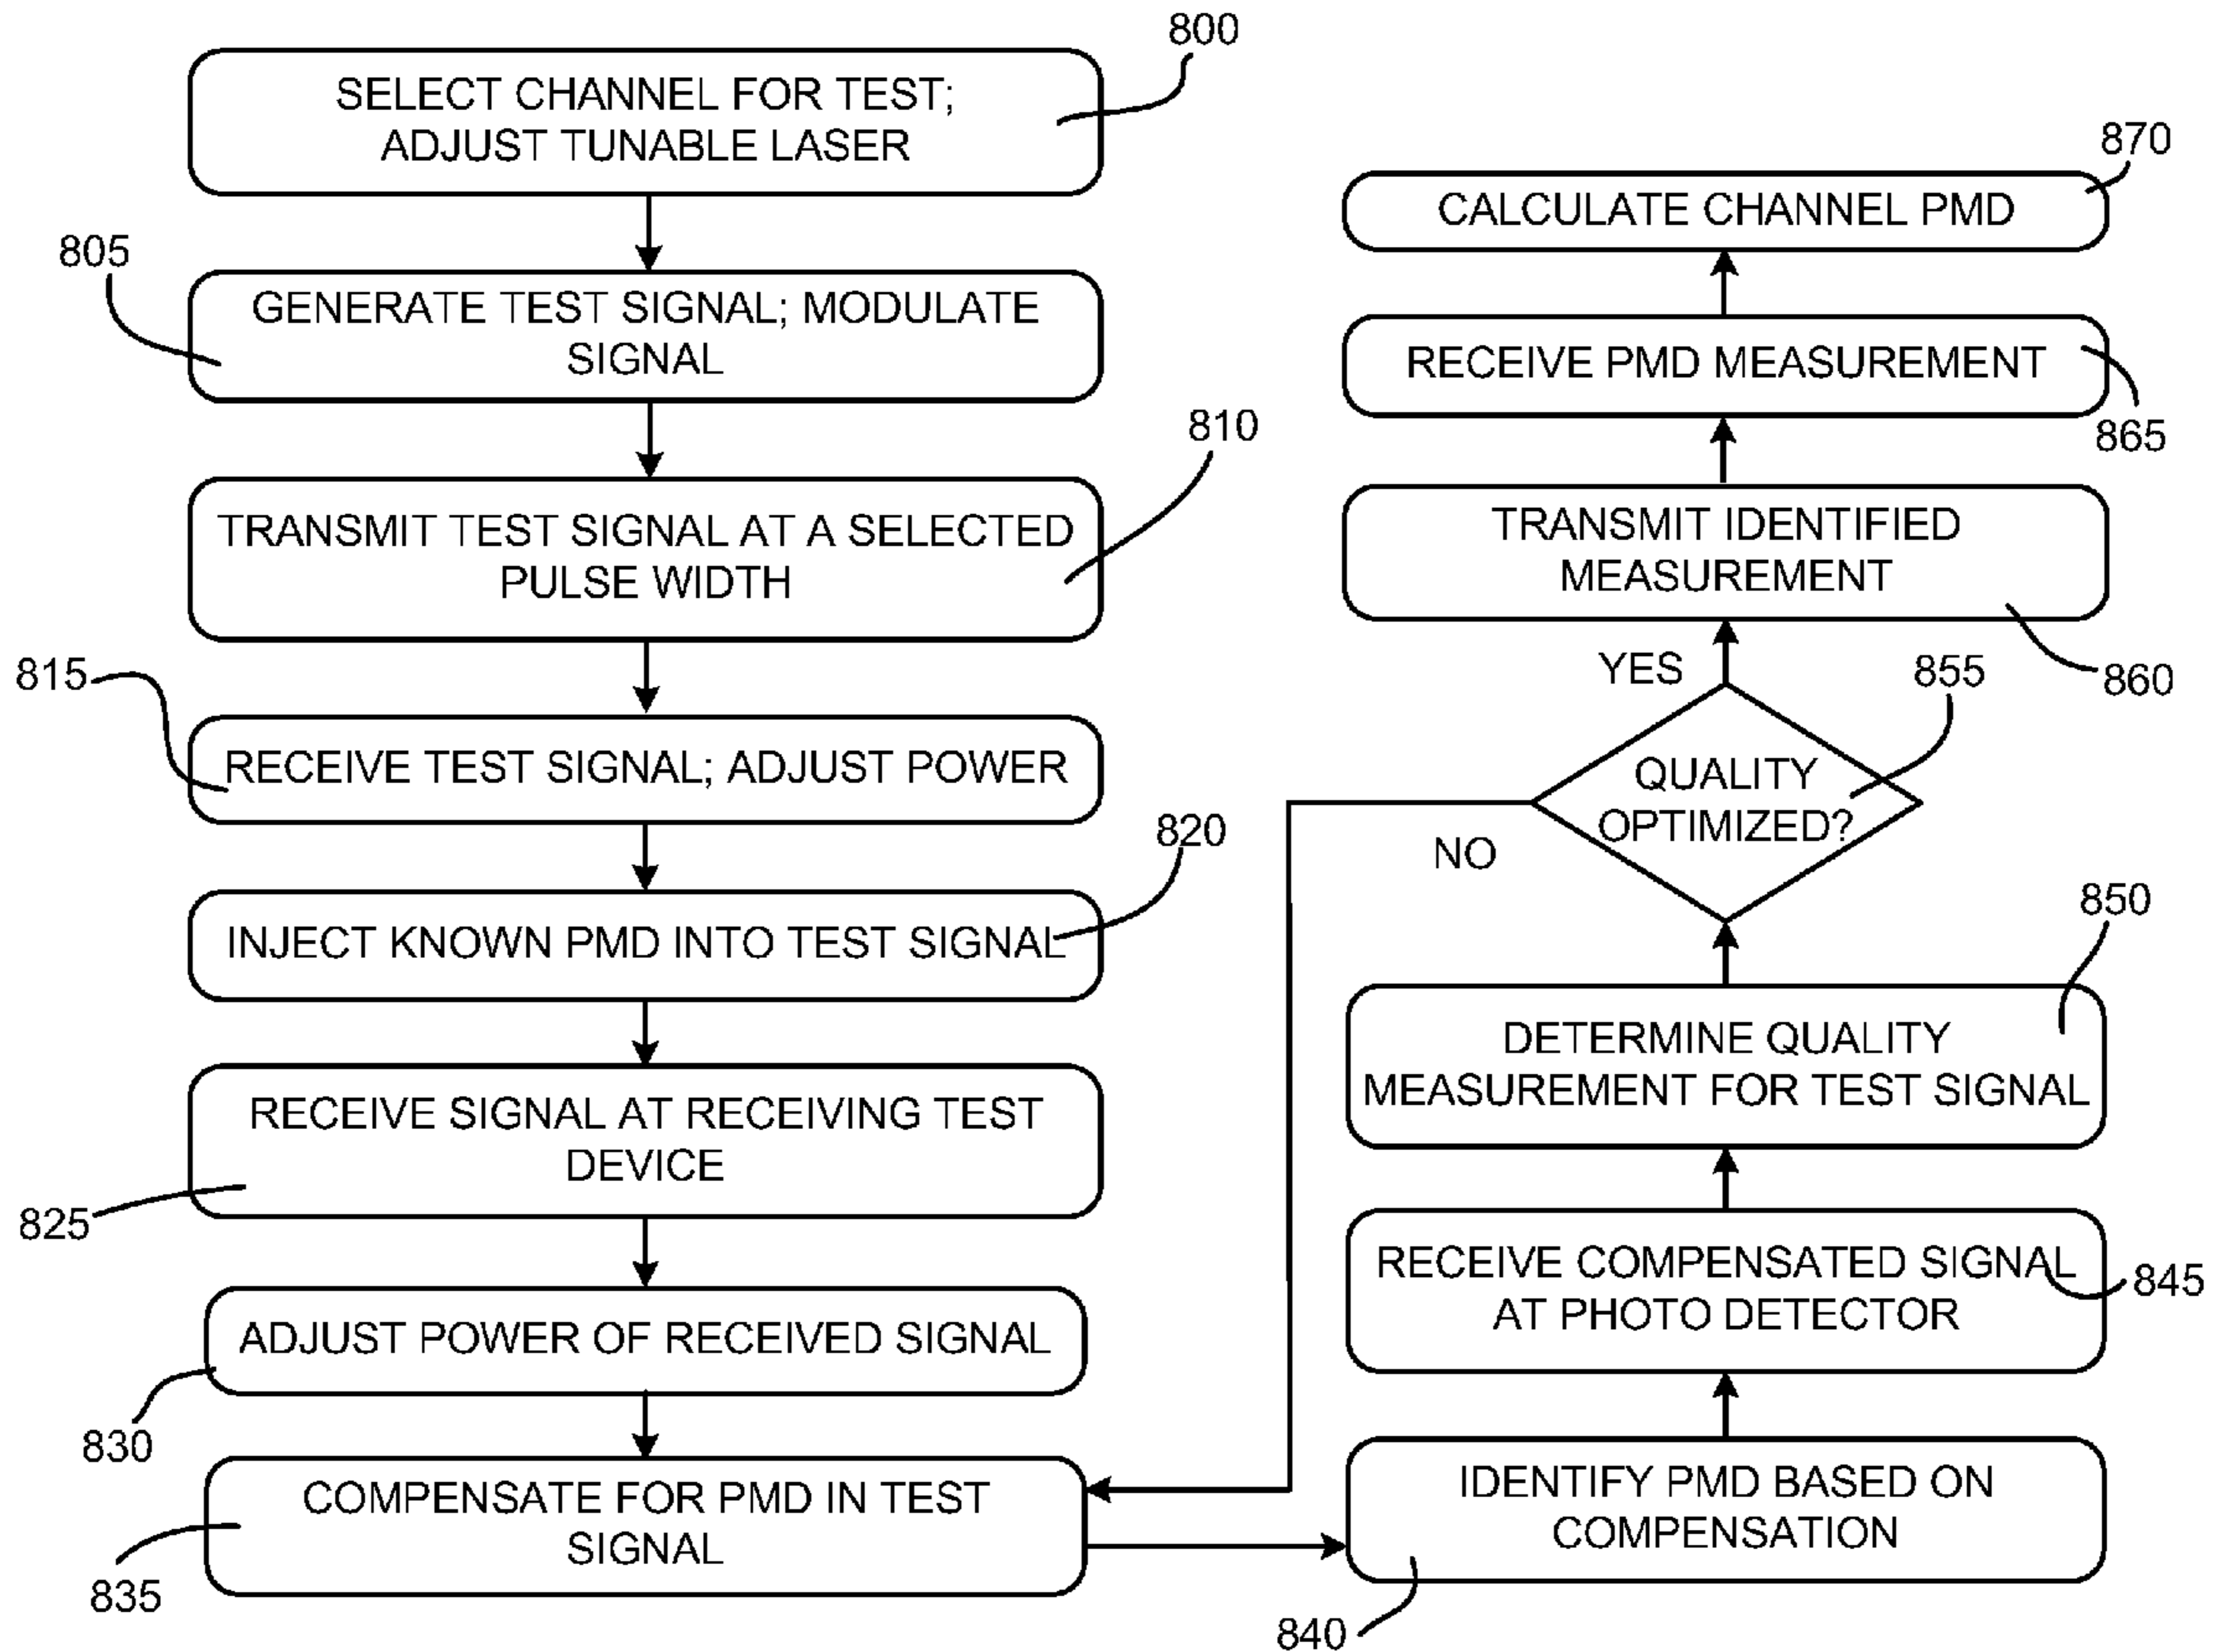 800
SELECT CHANNEL FOR TEST;
ADJUST TUNABLE LASER
805
GENERATE TEST SIGNAL; MODULATE
SIGNAL
810
TRANSMIT TEST SIGNAL AT A SELECTED
PULSE WIDTH
815
RECEIVE TEST SIGNAL; ADJUST POWER
820
INJECT KNOWN PMD INTO TEST SIGNAL
RECEIVE SIGNAL AT RECEIVING TEST
DEVICE
825
ADJUST POWER OF RECEIVED SIGNAL
830
COMPENSATE FOR PMD IN TEST
SIGNAL
835
IDENTIFY PMD BASED ON
COMPENSATION
840
RECEIVE COMPENSATED SIGNAL
AT PHOTO DETECTOR
845
850
DETERMINE QUALITY
MEASUREMENT FOR TEST SIGNAL
855
QUALITY
OPTIMIZED?
NO
YES
TRANSMIT IDENTIFIED
MEASUREMENT
860
RECEIVE PMD MEASUREMENT
865
870
CALCULATE CHANNEL PMD